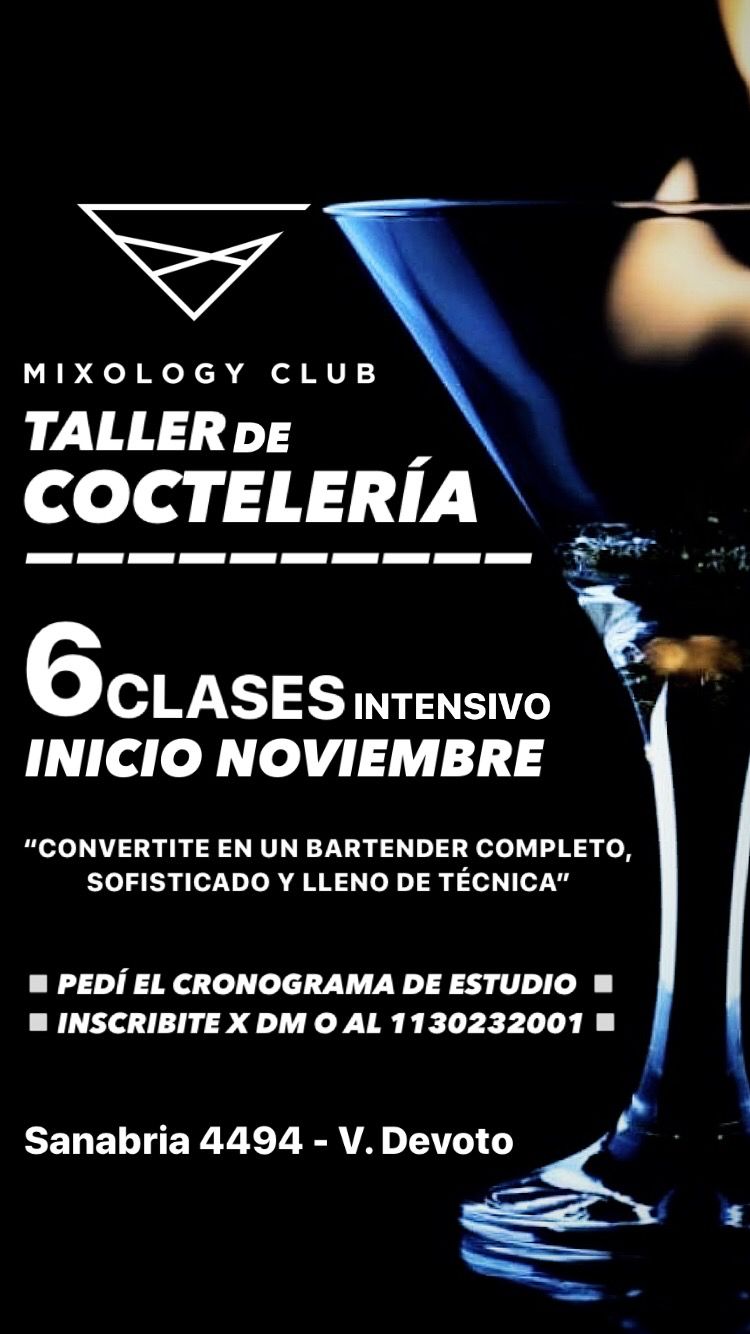 MIXOLOGY CLUB
TALLER DE
COCTELERÍA
6 CLASES INTENSIVO
INICIO NOVIEMBRE
“CONVERTITE EN UN BARTENDER COMPLETO,
SOFISTICADO Y LLENO DE TÉCNICA”
PEDÍ EL CRONOGRAMA DE ESTUDIO
INSCRIBITE X DM O AL 1130232001
Sanabria 4494 - V. Devoto